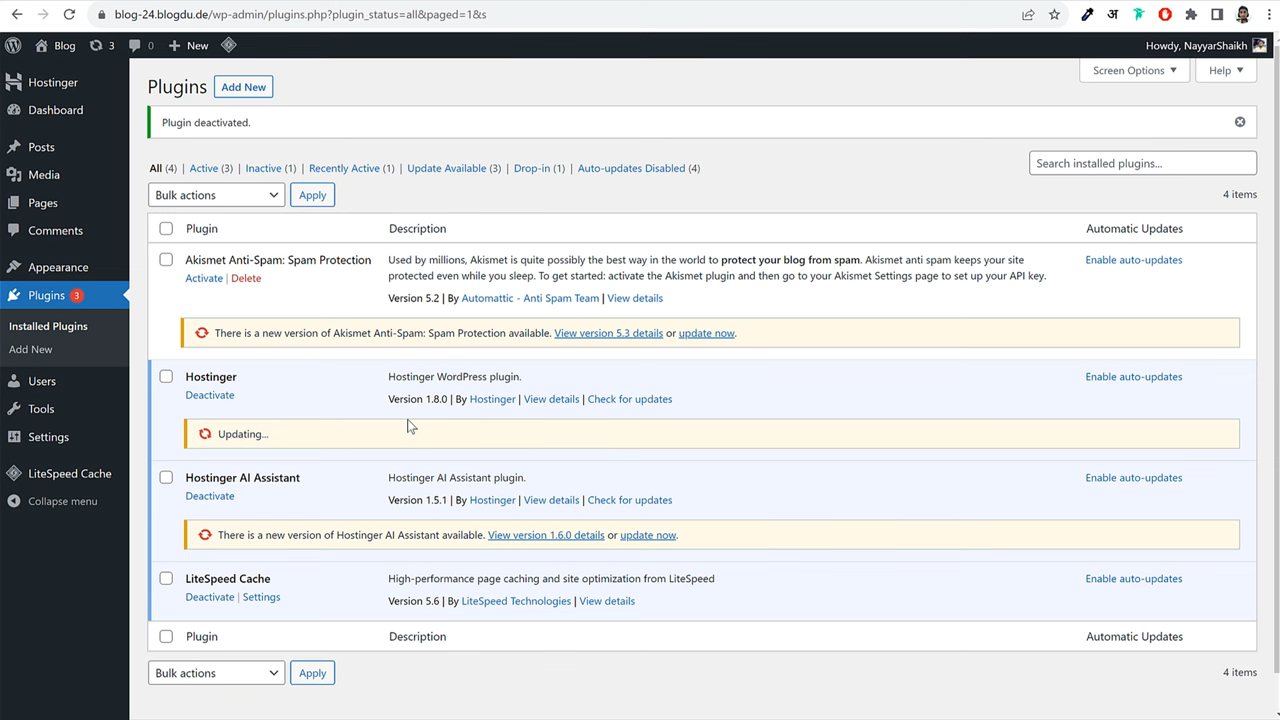 blog-24.blogdu.de/wp-admin/plugins.php?plugin_status=all&paged=1&s
अ
Blog 3 0 New
Howdy, NayyarShaikh
Hostinger
Dashboard
Posts
Media
Pages
Comments
Appearance
Plugins 3
Installed Plugins
Add New
Users
Tools
Settings
LiteSpeed Cache
Collapse menu
Screen Options ▼ Help ▼
Plugins Add New
Plugin deactivated.
All (4) | Active (3) | Inactive (1) | Recently Active (1) | Update Available (3) | Drop-in (1) | Auto-updates Disabled (4)
Search installed plugins...
Bulk actions Apply
4 items
Plugin Description Automatic Updates
Akismet Anti-Spam: Spam Protection
Activate | Delete
Used by millions, Akismet is quite possibly the best way in the world to protect your blog from spam. Akismet anti spam keeps your site
protected even while you sleep. To get started: activate the Akismet plugin and then go to your Akismet Settings page to set up your API key.
Version 5.2 | By Automattic - Anti Spam Team | View details
Enable auto-updates
There is a new version of Akismet Anti-Spam: Spam Protection available. View version 5.3 details or update now.
Hostinger
Deactivate
Hostinger WordPress plugin.
Version 1.8.0 | By Hostinger | View details | Check for updates
Enable auto-updates
Updating...
Hostinger AI Assistant
Deactivate
Hostinger AI Assistant plugin.
Version 1.5.1 | By Hostinger | View details | Check for updates
Enable auto-updates
There is a new version of Hostinger AI Assistant available. View version 1.6.0 details or update now.
LiteSpeed Cache
Deactivate | Settings
High-performance page caching and site optimization from LiteSpeed
Version 5.6 | By LiteSpeed Technologies | View details
Enable auto-updates
Plugin Description Automatic Updates
Bulk actions Apply
4 items